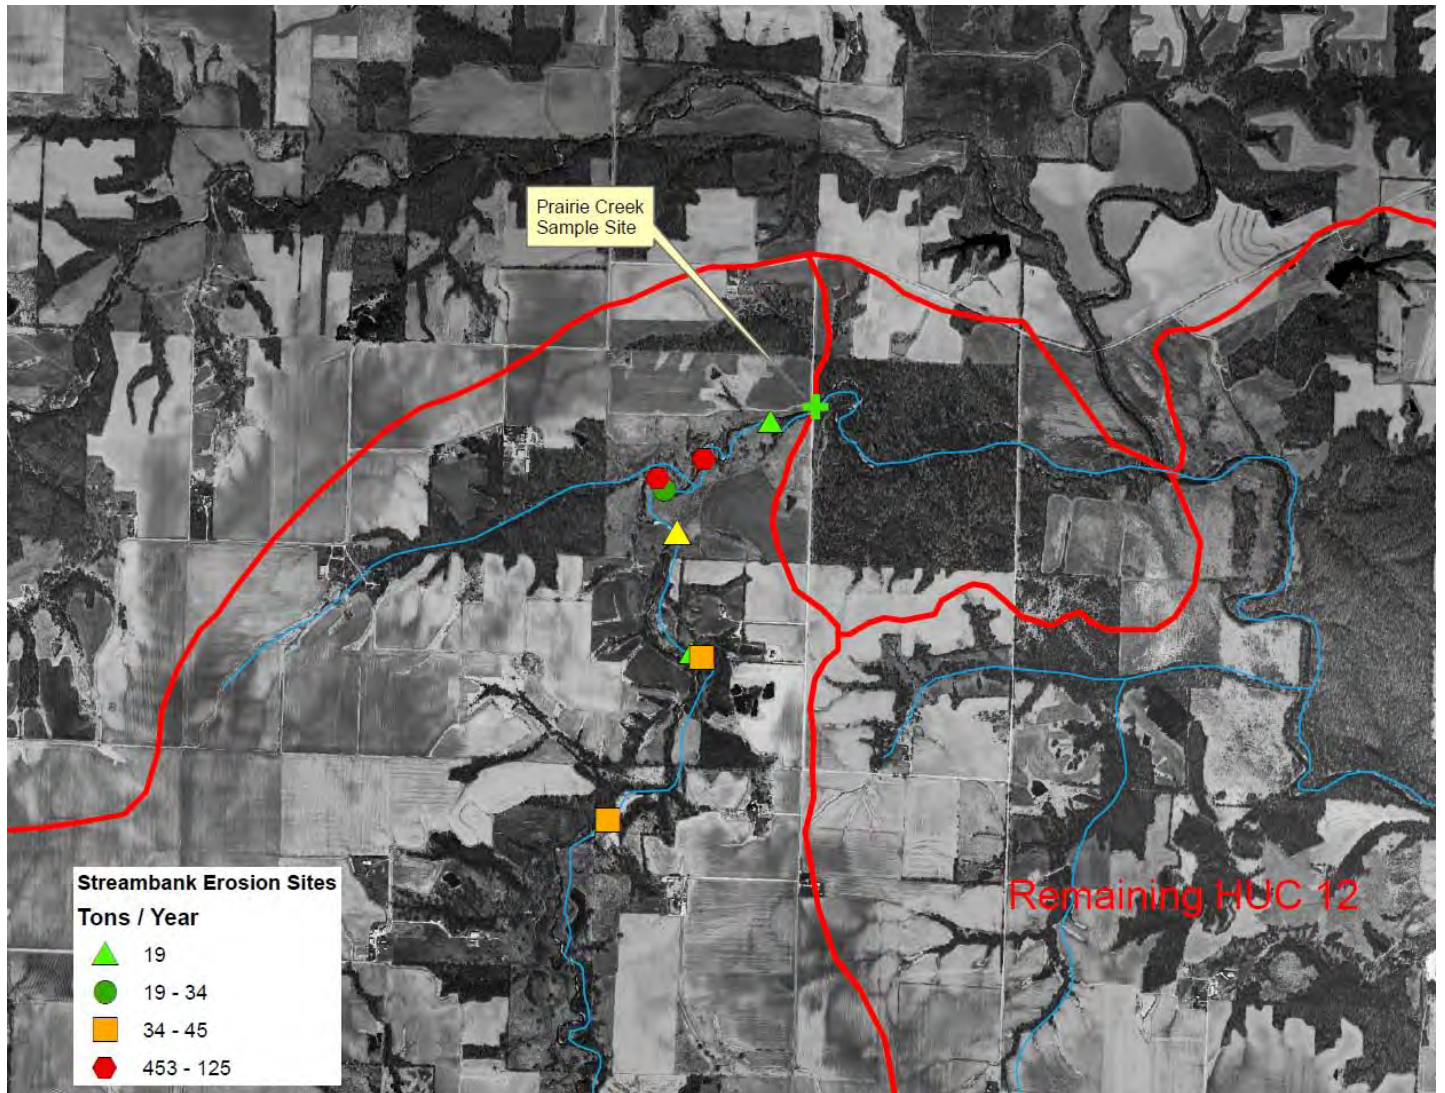 Prairie Creek
Sample Site
Remaining HUC 12
Streambank Erosion Sites
Tons / Year
19
19 - 34
34 - 45
453 - 125